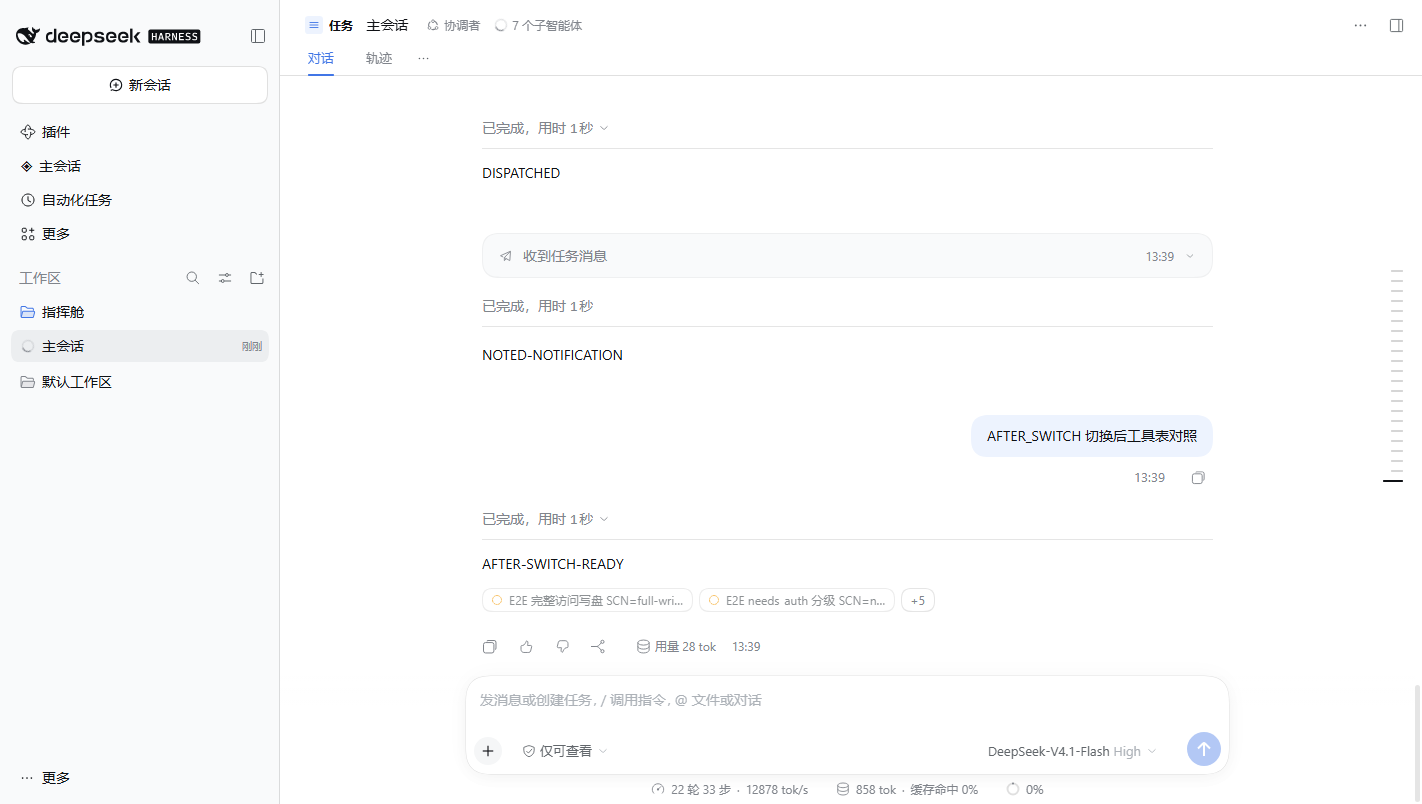 deepseek HARNESS
新会话
插件
主会话
自动化任务
更多
工作区
指挥舱
主会话 刚刚
默认工作区
更多
任务 主会话 协调者 7 个子智能体
对话 轨迹
已完成，用时 1 秒
DISPATCHED
收到任务消息 13:39
已完成，用时 1 秒
NOTED-NOTIFICATION
AFTER_SWITCH 切换后工具表对照
13:39
已完成，用时 1 秒
AFTER-SWITCH-READY
E2E 完整访问写盘 SCN=full-wri... E2E needs_auth 分级 SCN=n... +5
用量 28 tok 13:39
发消息或创建任务, / 调用指令, @ 文件或对话
仅可查看 DeepSeek-V4.1-Flash High
22 轮 33 步 · 12878 tok/s 858 tok · 缓存命中 0% 0%